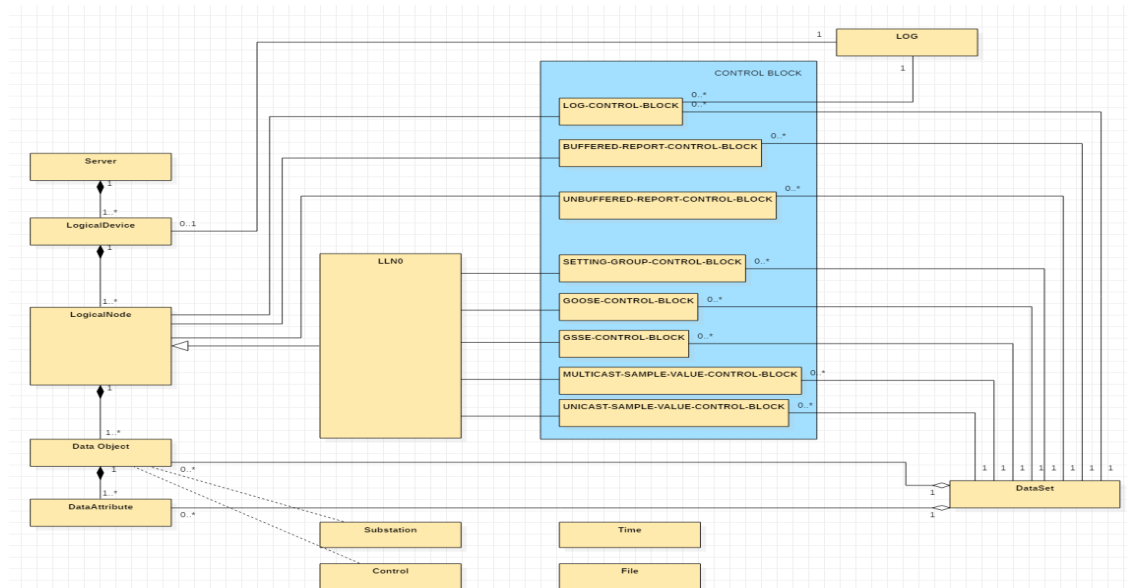 LOG
1
1
CONTROL BLOCK
LOG-CONTROL-BLOCK
0..*
0..*
BUFFERED-REPORT-CONTROL-BLOCK
0..*
Server
1
1..*
LogicalDevice
0..1
1
UNBUFFERED-REPORT-CONTROL-BLOCK
0..*
LLN0
SETTING-GROUP-CONTROL-BLOCK
0..*
1..*
LogicalNode
GOOSE-CONTROL-BLOCK
0..*
GSSE-CONTROL-BLOCK
0..*
MULTICAST-SAMPLE-VALUE-CONTROL-BLOCK
0..*
1
UNICAST-SAMPLE-VALUE-CONTROL-BLOCK
0..*
1..*
Data Object
0..*
1
1 1 1 1 1 1 1 1
DataSet
1
1..*
DataAttribute
0..*
1
Substation
Time
Control
File